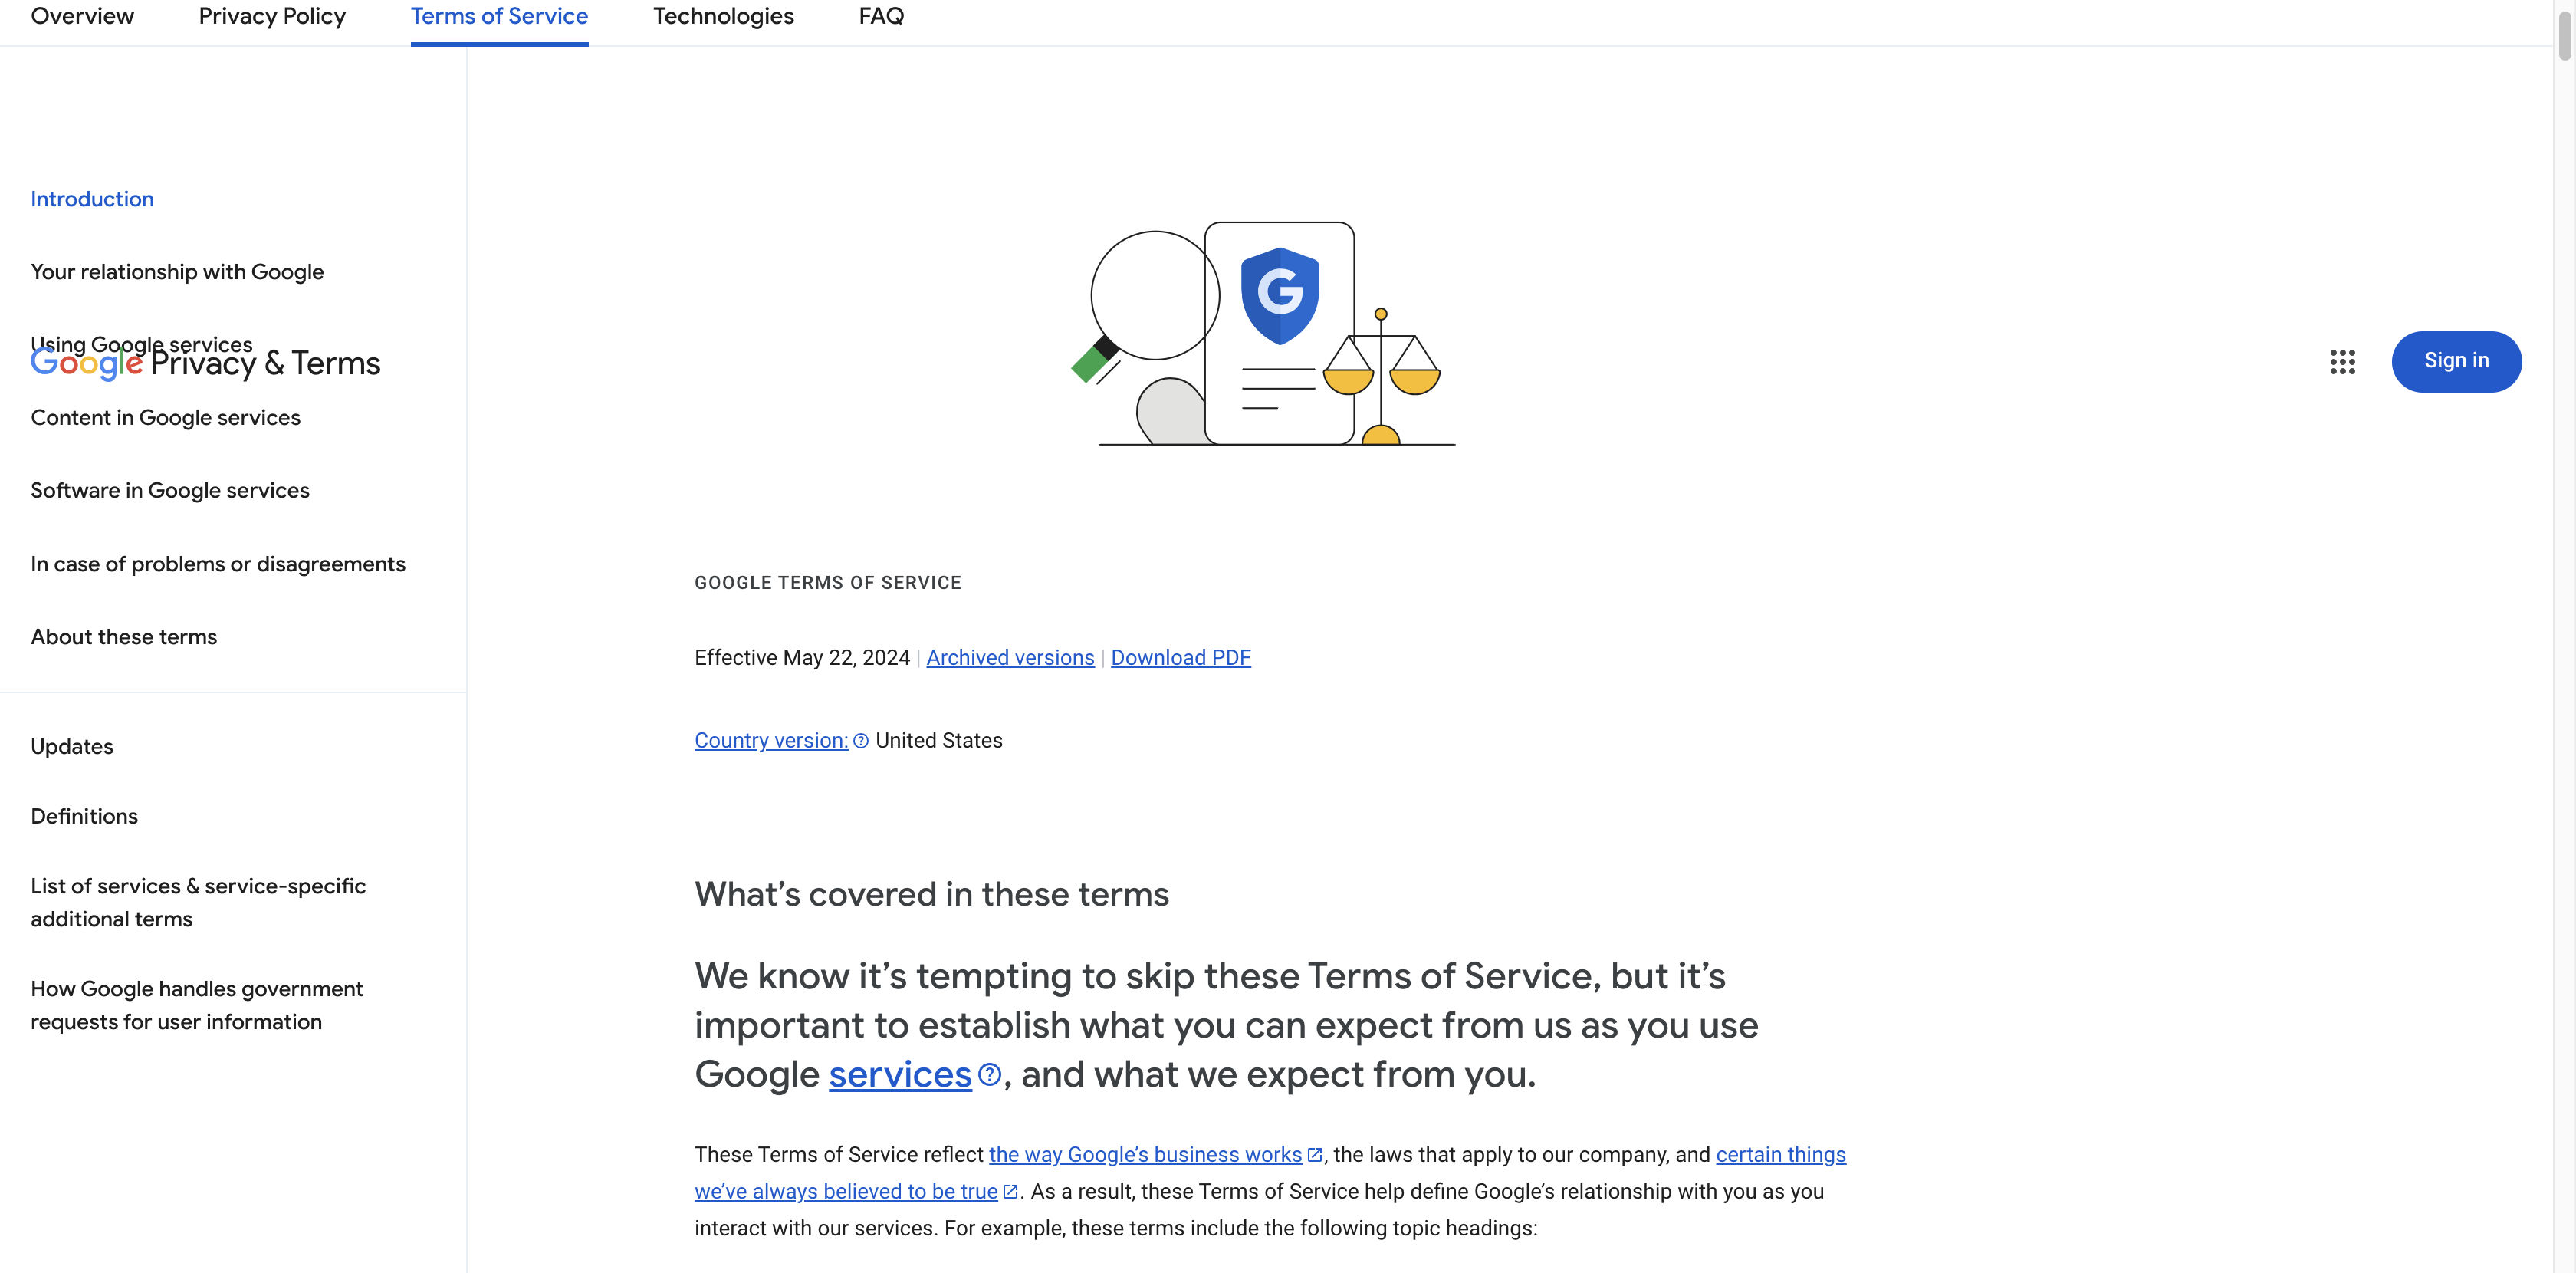 Overview
Privacy Policy
Terms of Service
Technologies
FAQ
Introduction
Your relationship with Google
Using Google services
Google Privacy & Terms
Content in Google services
Software in Google services
In case of problems or disagreements
About these terms
Updates
Definitions
List of services & service-specific
additional terms
How Google handles government
requests for user information
Sign in
G
GOOGLE TERMS OF SERVICE
Effective May 22, 2024 | Archived versions | Download PDF
Country version: United States
What’s covered in these terms
We know it’s tempting to skip these Terms of Service, but it’s
important to establish what you can expect from us as you use
Google services, and what we expect from you.
These Terms of Service reflect the way Google’s business works, the laws that apply to our company, and certain things
we’ve always believed to be true. As a result, these Terms of Service help define Google’s relationship with you as you
interact with our services. For example, these terms include the following topic headings: